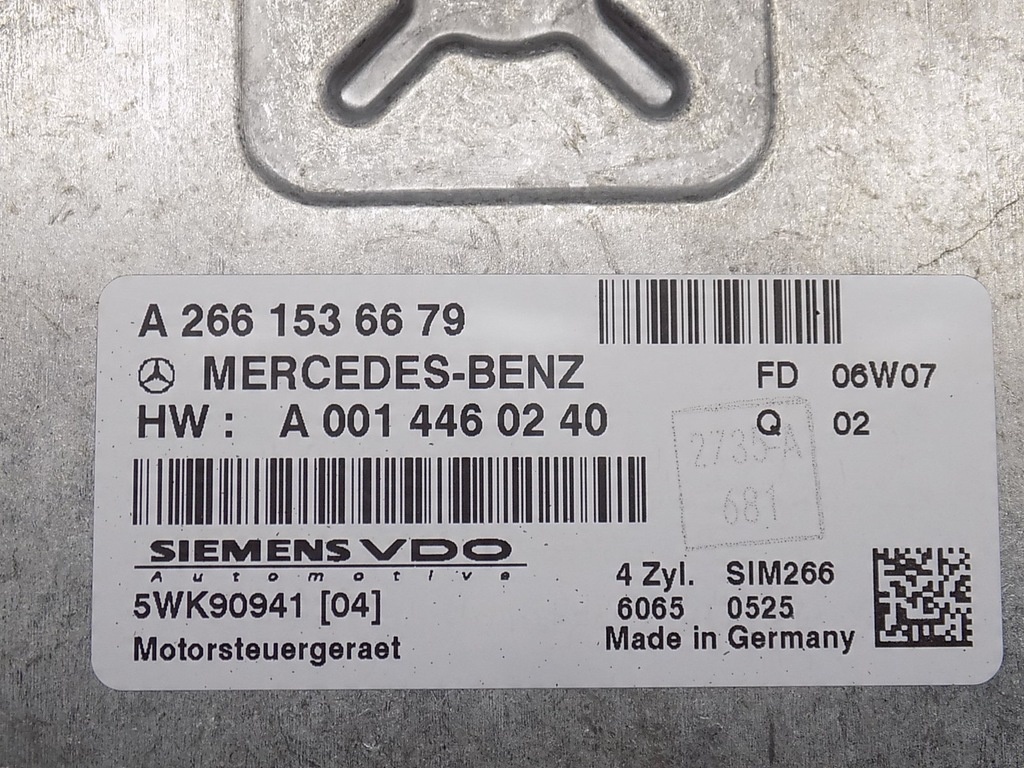 A 266 153 66 79
MERCEDES-BENZ
FD 06W07
HW : A 001 446 02 40
Q 02
2735-A
681
SIEMENS VDO
Automotive
4 Zyl. SIM266
5WK90941 [04]
6065 0525
Made in Germany
Motorsteuergeraet